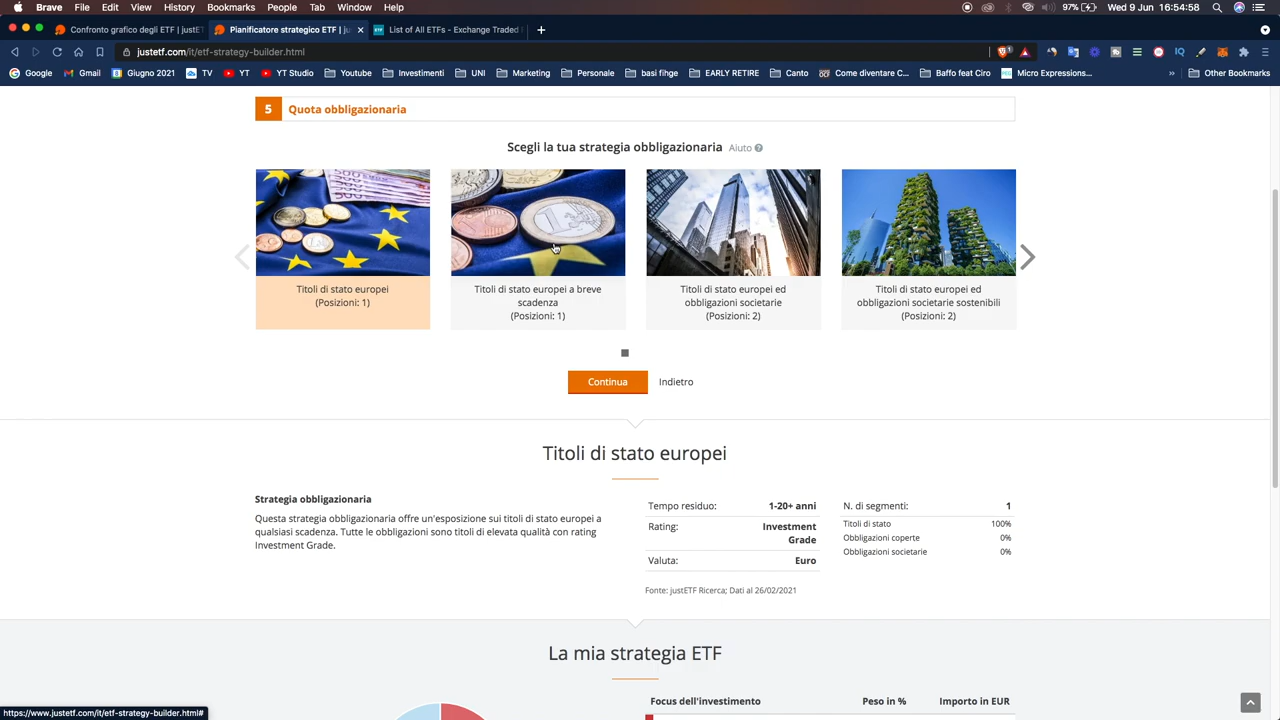 Brave File Edit View History Bookmarks People Tab Window Help 97% Wed 9 Jun 16:54:55
Confronto grafico degli ETF | justET
Pianificatore strategico ETF | ju
List of All ETFs - Exchange Traded
justetf.com/it/etf-strategy-builder.html
Google Gmail Giugno 2021 TV YT YT Studio Youtube Investimenti UNI Marketing Personale basi finghe EARLY RETIRE Canto Come diventare C... Baffo feat Ciro Micro Expressions... » Other Bookmarks
5 Quota obbligazionaria
Scegli la tua strategia obbligazionaria Aiuto ?
Titoli di stato europei
(Posizioni: 1)
Titoli di stato europei a breve
scadenza
(Posizioni: 1)
Titoli di stato europei ed
obbligazioni societarie
(Posizioni: 2)
Titoli di stato europei ed
obbligazioni societarie sostenibili
(Posizioni: 2)
Continua Indietro
Titoli di stato europei
Strategia obbligazionaria
Questa strategia obbligazionaria offre un'esposizione sui titoli di stato europei a
qualsiasi scadenza. Tutte le obbligazioni sono titoli di elevata qualità con rating
Investment Grade.
Tempo residuo: 1-20+ anni
Rating: Investment
Grade
Valuta: Euro
N. di segmenti: 1
Titoli di stato 100%
Obbligazioni coperte 0%
Obbligazioni societarie 0%
Fonte: justETF Ricerca; Dati al 26/02/2021
La mia strategia ETF
Focus dell'investimento Peso in % Importo in EUR
https://www.justetf.com/it/etf-strategy-builder.html#